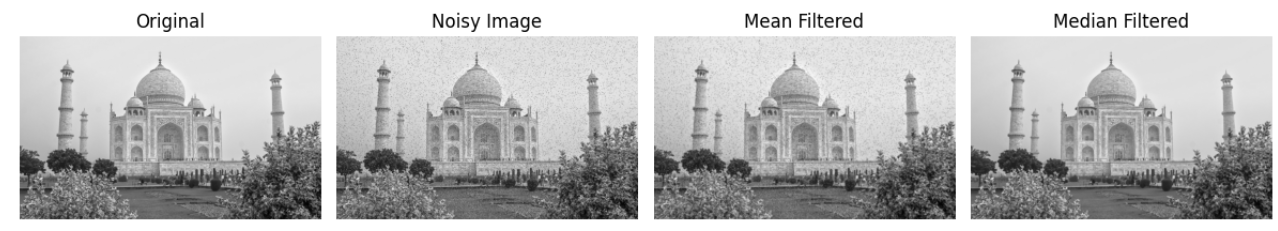 Original
Noisy Image
Mean Filtered
Median Filtered